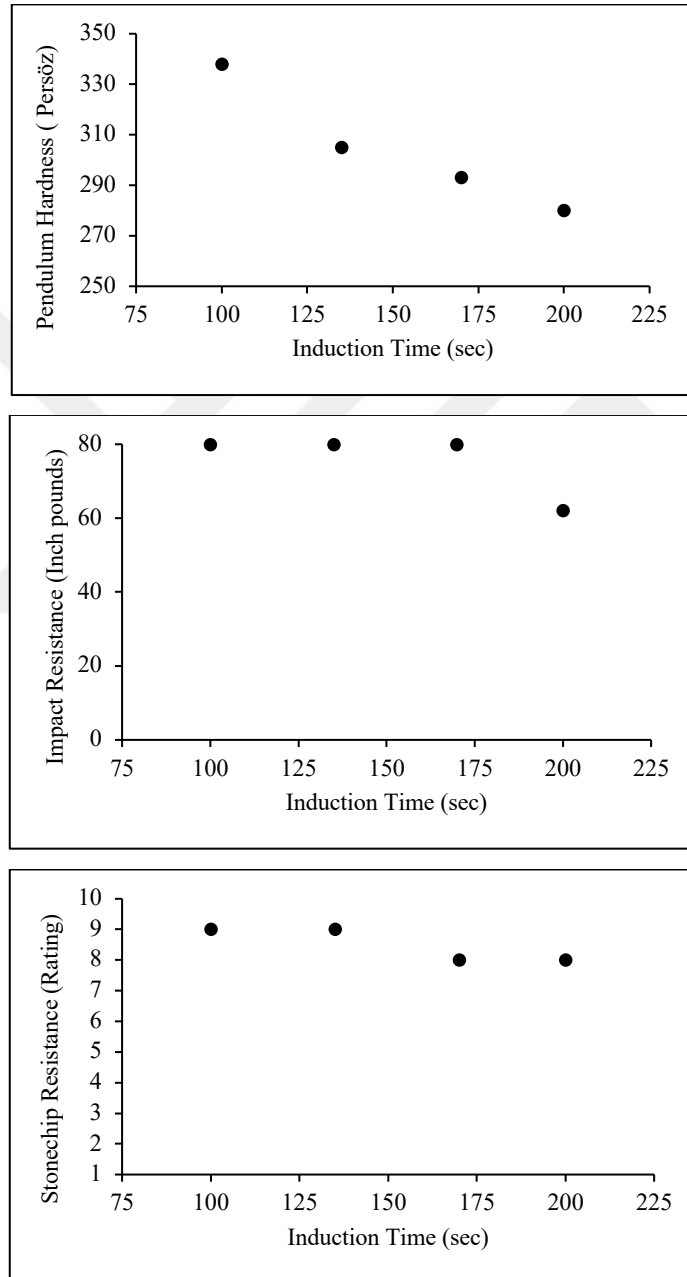 Pendulum Hardness ( Persöz)
350
330
310
290
270
250
75 100 125 150 175 200 225
Induction Time (sec)
Impact Resistance (Inch pounds)
80
60
40
20
0
75 100 125 150 175 200 225
Induction Time (sec)
Stonechip Resistance (Rating)
10
9
8
7
6
5
4
3
2
1
75 100 125 150 175 200 225
Induction Time (sec)